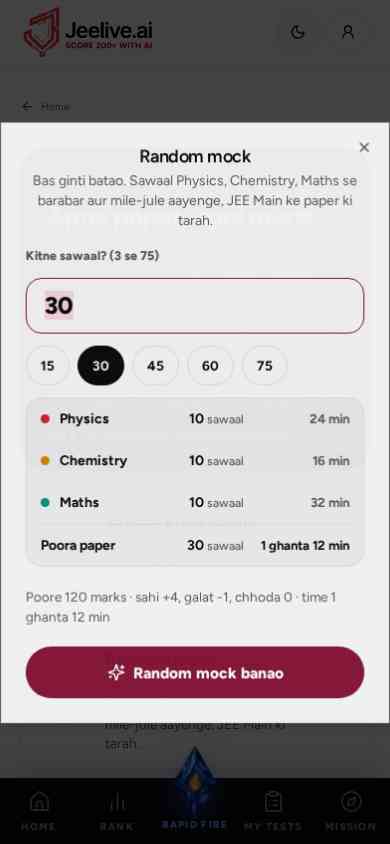 Jeelive.ai
SCORE 200+ WITH AI
← Home
×
Random mock
Bas ginti batao. Sawaal Physics, Chemistry, Maths se
barabar aur mile-jule aayenge, JEE Main ke paper ki
tarah.
Kitne sawaal? (3 se 75)
30
15 30 45 60 75
Physics 10 sawaal 24 min
Chemistry 10 sawaal 16 min
Maths 10 sawaal 32 min
Poora paper 30 sawaal 1 ghanta 12 min
Poore 120 marks · sahi +4, galat -1, chhoda 0 · time 1
ghanta 12 min
Random mock banao
mile-jule aayenge, JEE Main ki
tarah.
HOME RANK RAPID FIRE MY TESTS MISSION